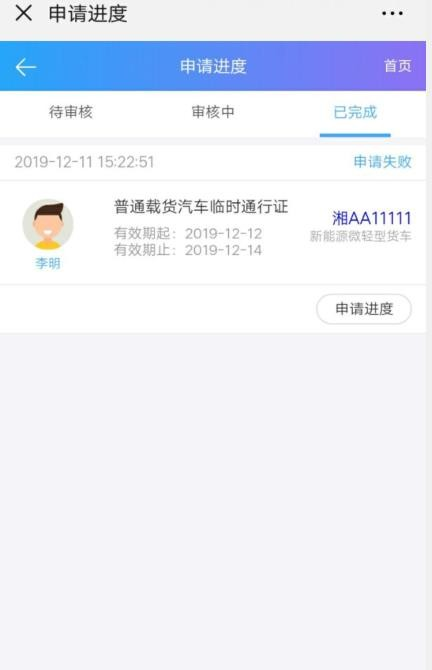 申请进度
申请进度 首页
待审核 审核中 已完成
2019-12-11 15:22:51 申请失败
普通载货汽车临时通行证
湘AA11111
有效期起：2019-12-12
新能源微轻型货车
有效期止：2019-12-14
李明
申请进度